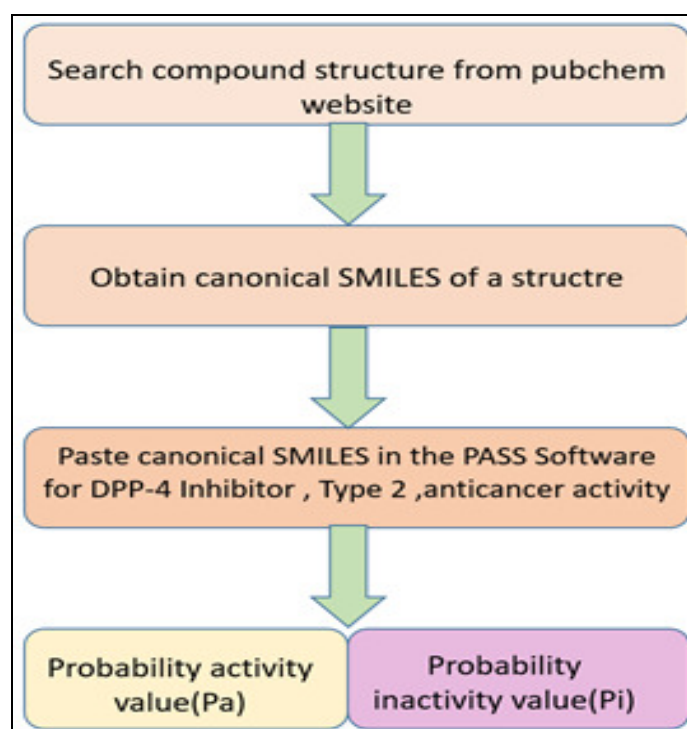 Search compound structure from pubchem
website
Obtain canonical SMILES of a structre
Paste canonical SMILES in the PASS Software
for DPP-4 Inhibitor , Type 2 ,anticancer activity
Probability activity
value(Pa)
Probability
inactivity value(Pi)